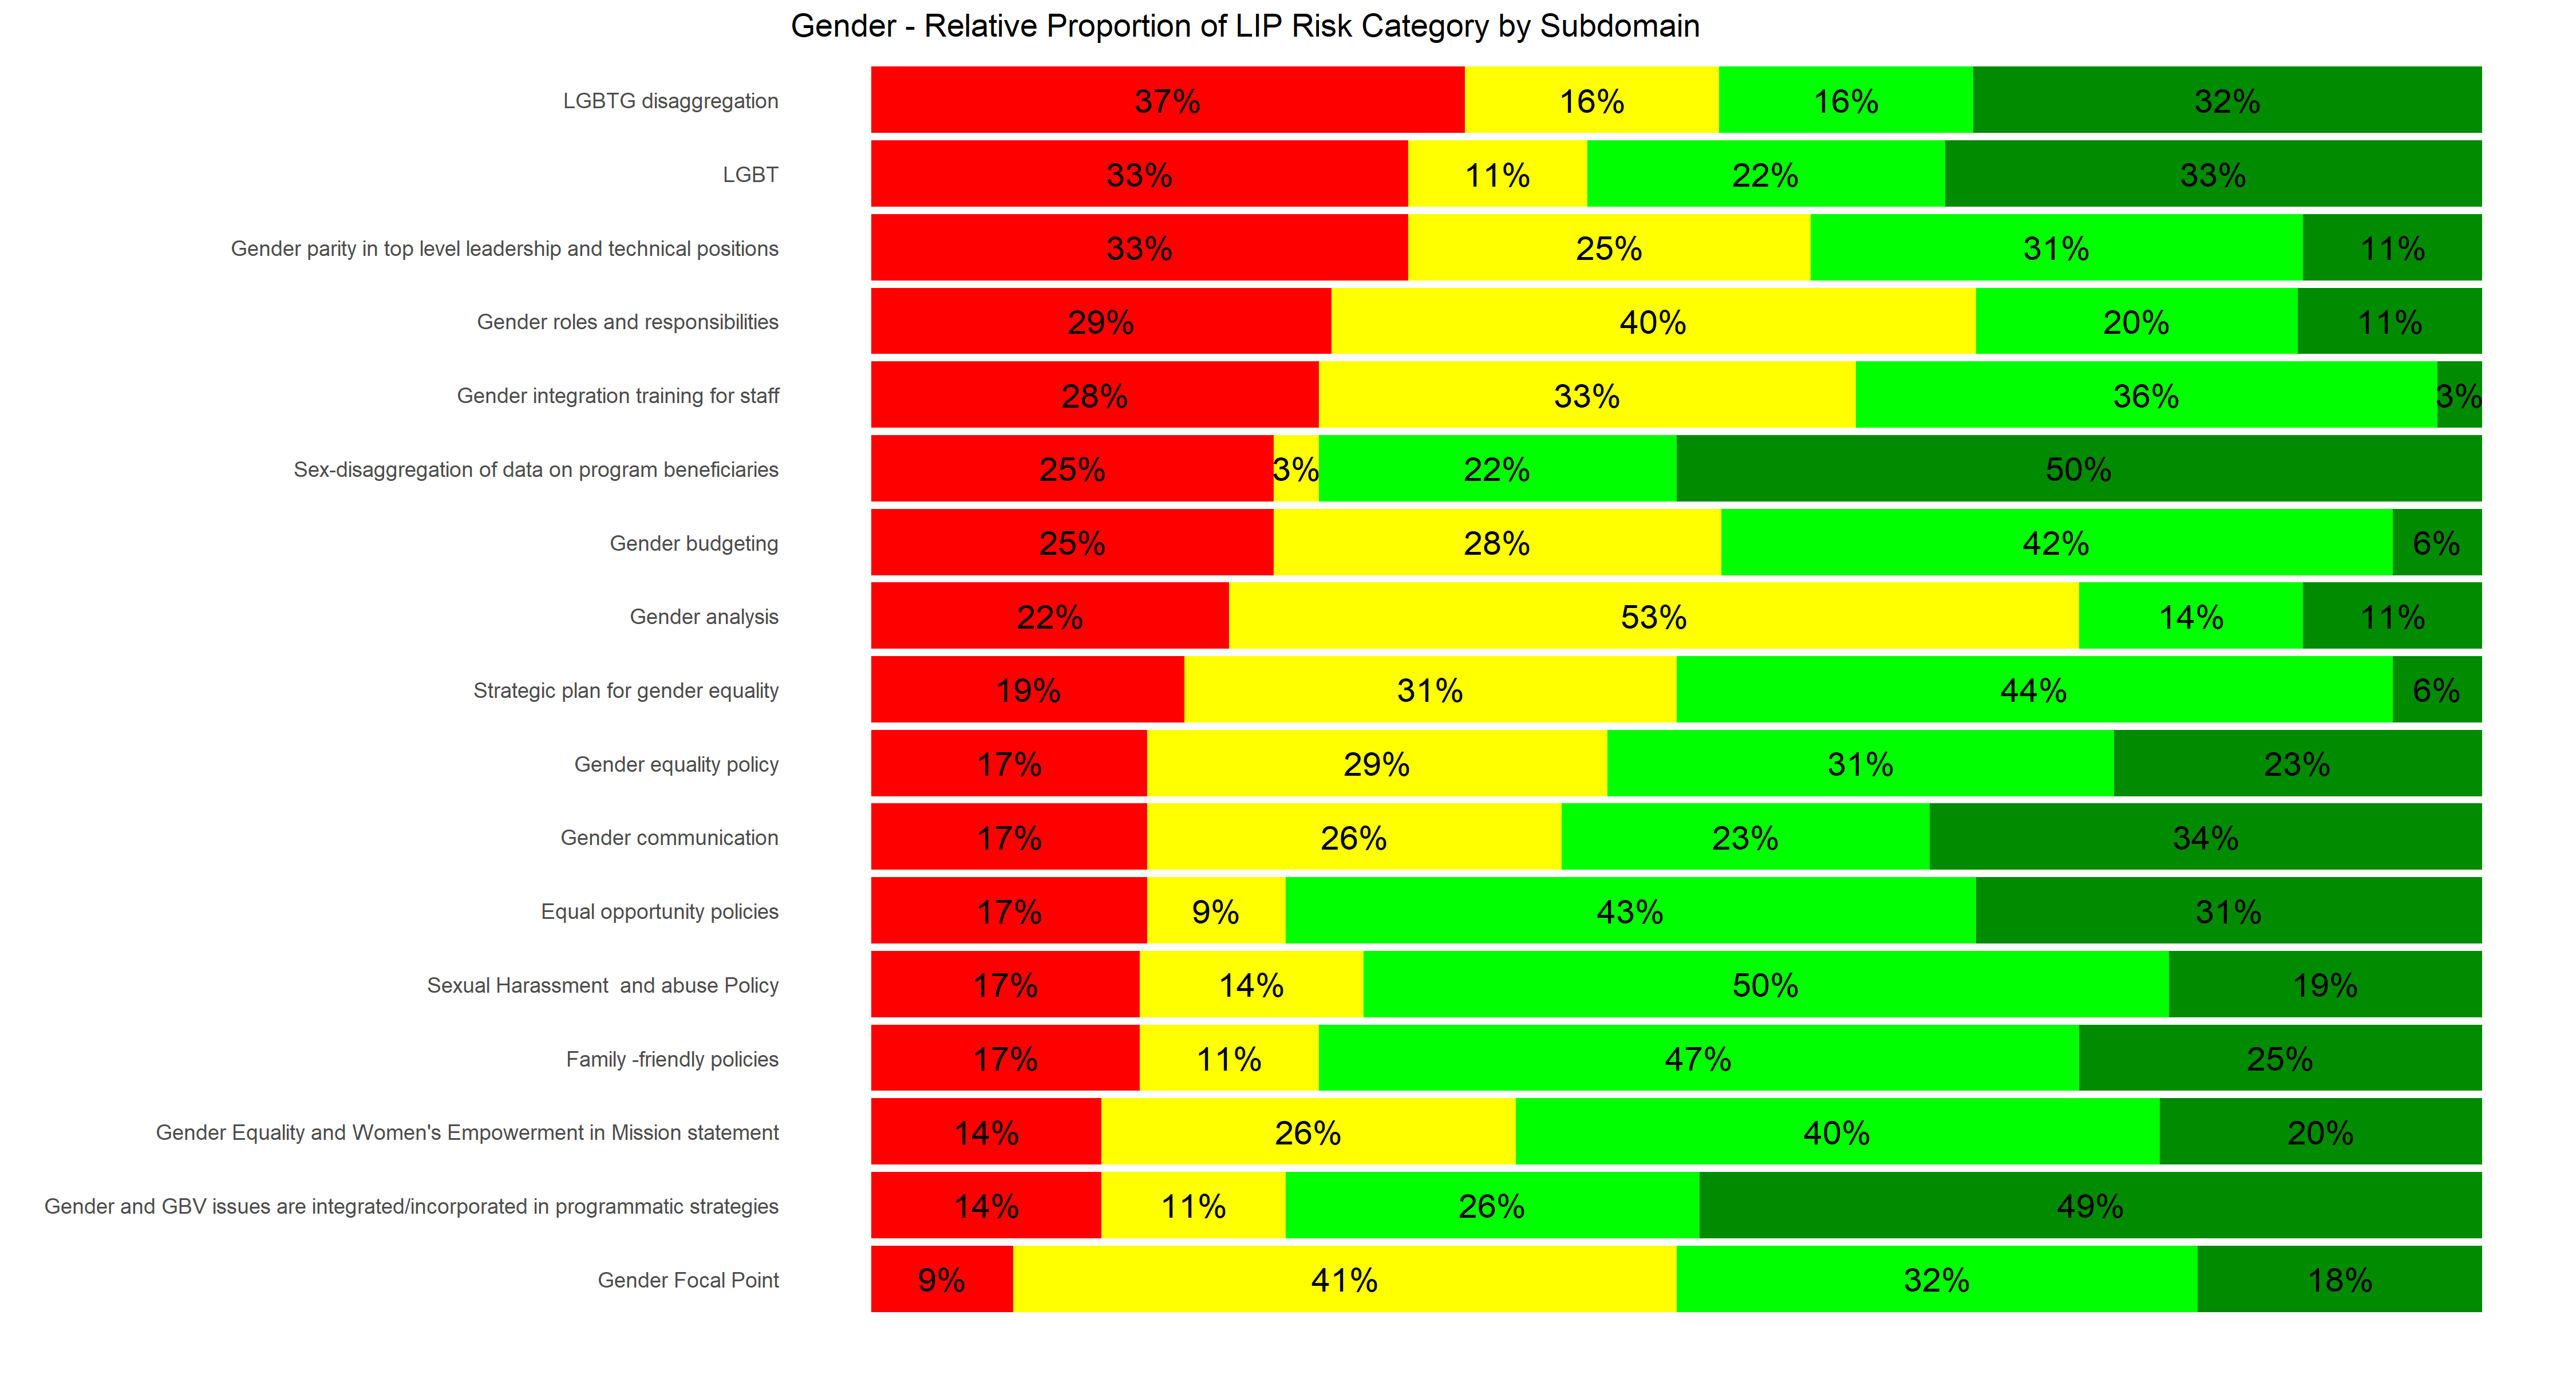 Gender - Relative Proportion of LIP Risk Category by Subdomain
LGBTG disaggregation 37% 16% 16% 32%
LGBT 33% 11% 22% 33%
Gender parity in top level leadership and technical positions 33% 25% 31% 11%
Gender roles and responsibilities 29% 40% 20% 11%
Gender integration training for staff 28% 33% 36% 3%
Sex-disaggregation of data on program beneficiaries 25% 3% 22% 50%
Gender budgeting 25% 28% 42% 6%
Gender analysis 22% 53% 14% 11%
Strategic plan for gender equality 19% 31% 44% 6%
Gender equality policy 17% 29% 31% 23%
Gender communication 17% 26% 23% 34%
Equal opportunity policies 17% 9% 43% 31%
Sexual Harassment  and abuse Policy 17% 14% 50% 19%
Family -friendly policies 17% 11% 47% 25%
Gender Equality and Women's Empowerment in Mission statement 14% 26% 40% 20%
Gender and GBV issues are integrated/incorporated in programmatic strategies 14% 11% 26% 49%
Gender Focal Point 9% 41% 32% 18%